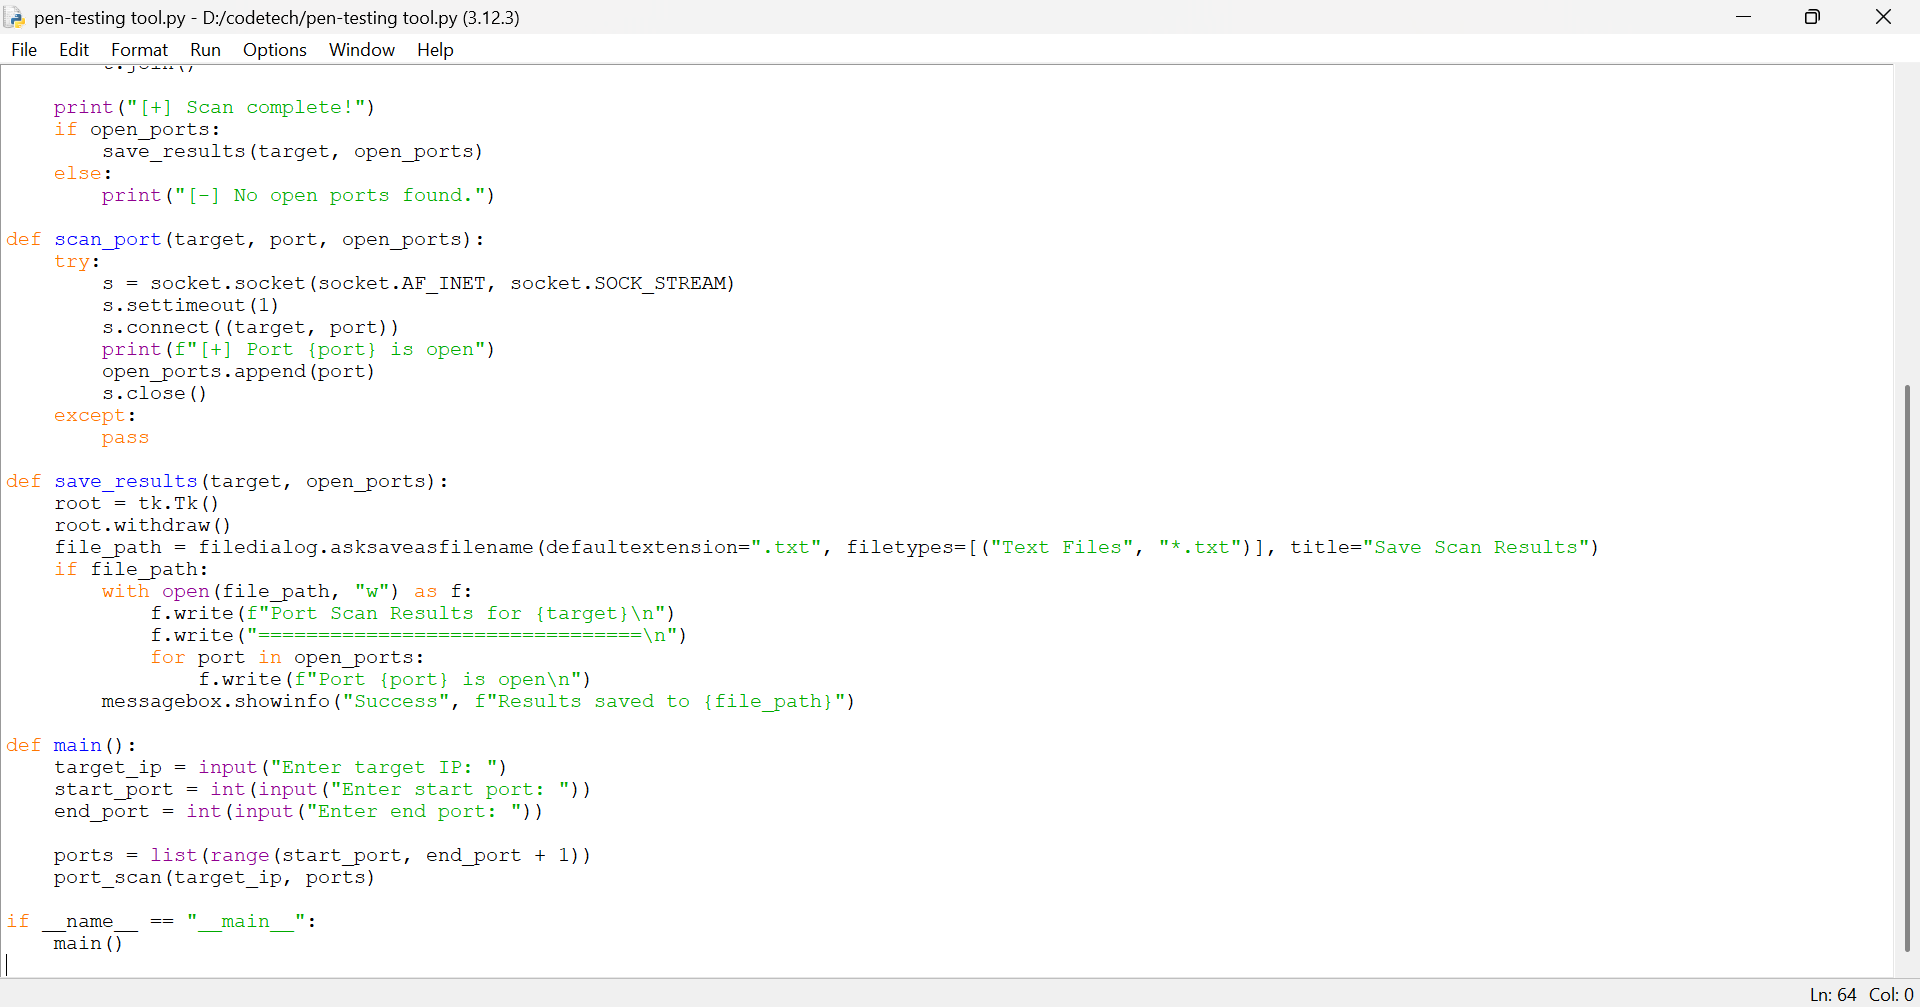 pen-testing tool.py - D:/codetech/pen-testing tool.py (3.12.3)
File Edit Format Run Options Window Help
    print("[+] Scan complete!")
    if open_ports:
        save_results(target, open_ports)
    else:
        print("[-] No open ports found.")
def scan_port(target, port, open_ports):
    try:
        s = socket.socket(socket.AF_INET, socket.SOCK_STREAM)
        s.settimeout(1)
        s.connect((target, port))
        print(f"[+] Port {port} is open")
        open_ports.append(port)
        s.close()
    except:
        pass
def save_results(target, open_ports):
    root = tk.Tk()
    root.withdraw()
    file_path = filedialog.asksaveasfilename(defaultextension=".txt", filetypes=[("Text Files", "*.txt")], title="Save Scan Results")
    if file_path:
        with open(file_path, "w") as f:
            f.write(f"Port Scan Results for {target}\n")
            f.write("================================\n")
            for port in open_ports:
                f.write(f"Port {port} is open\n")
        messagebox.showinfo("Success", f"Results saved to {file_path}")
def main():
    target_ip = input("Enter target IP: ")
    start_port = int(input("Enter start port: "))
    end_port = int(input("Enter end port: "))
    ports = list(range(start_port, end_port + 1))
    port_scan(target_ip, ports)
if __name__ == "__main__":
    main()
Ln: 64 Col: 0